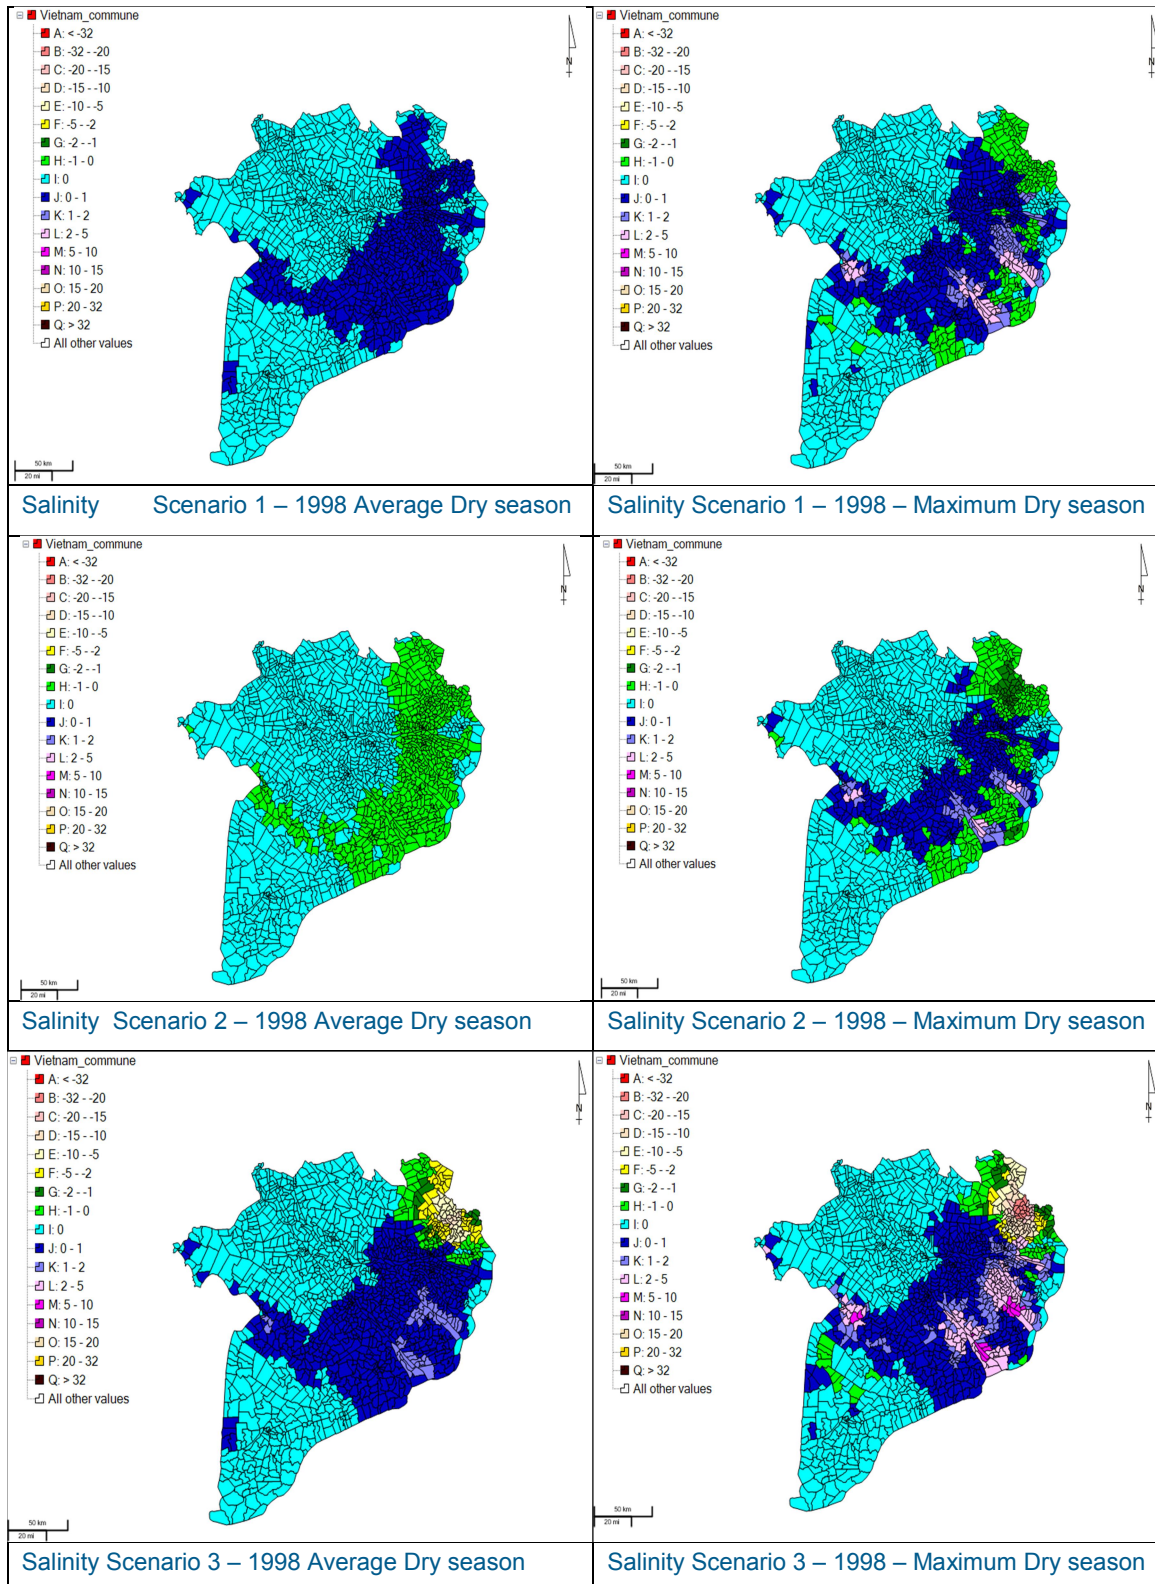 Vietnam_commune
A: < -32
B: -32 - -20
C: -20 - -15
D: -15 - -10
E: -10 - -5
F: -5 - -2
G: -2 - -1
H: -1 - 0
I: 0
J: 0 - 1
K: 1 - 2
L: 2 - 5
M: 5 - 10
N: 10 - 15
O: 15 - 20
P: 20 - 32
Q: > 32
All other values
N
50 km
20 mi
Salinity Scenario 1 – 1998 Average Dry season
Vietnam_commune
A: < -32
B: -32 - -20
C: -20 - -15
D: -15 - -10
E: -10 - -5
F: -5 - -2
G: -2 - -1
H: -1 - 0
I: 0
J: 0 - 1
K: 1 - 2
L: 2 - 5
M: 5 - 10
N: 10 - 15
O: 15 - 20
P: 20 - 32
Q: > 32
All other values
N
50 km
20 mi
Salinity Scenario 1 – 1998 – Maximum Dry season
Vietnam_commune
A: < -32
B: -32 - -20
C: -20 - -15
D: -15 - -10
E: -10 - -5
F: -5 - -2
G: -2 - -1
H: -1 - 0
I: 0
J: 0 - 1
K: 1 - 2
L: 2 - 5
M: 5 - 10
N: 10 - 15
O: 15 - 20
P: 20 - 32
Q: > 32
All other values
N
50 km
20 mi
Salinity Scenario 2 – 1998 Average Dry season
Vietnam_commune
A: < -32
B: -32 - -20
C: -20 - -15
D: -15 - -10
E: -10 - -5
F: -5 - -2
G: -2 - -1
H: -1 - 0
I: 0
J: 0 - 1
K: 1 - 2
L: 2 - 5
M: 5 - 10
N: 10 - 15
O: 15 - 20
P: 20 - 32
Q: > 32
All other values
N
50 km
20 mi
Salinity Scenario 2 – 1998 – Maximum Dry season
Vietnam_commune
A: < -32
B: -32 - -20
C: -20 - -15
D: -15 - -10
E: -10 - -5
F: -5 - -2
G: -2 - -1
H: -1 - 0
I: 0
J: 0 - 1
K: 1 - 2
L: 2 - 5
M: 5 - 10
N: 10 - 15
O: 15 - 20
P: 20 - 32
Q: > 32
All other values
N
50 km
20 mi
Salinity Scenario 3 – 1998 Average Dry season
Vietnam_commune
A: < -32
B: -32 - -20
C: -20 - -15
D: -15 - -10
E: -10 - -5
F: -5 - -2
G: -2 - -1
H: -1 - 0
I: 0
J: 0 - 1
K: 1 - 2
L: 2 - 5
M: 5 - 10
N: 10 - 15
O: 15 - 20
P: 20 - 32
Q: > 32
All other values
N
50 km
20 mi
Salinity Scenario 3 – 1998 – Maximum Dry season